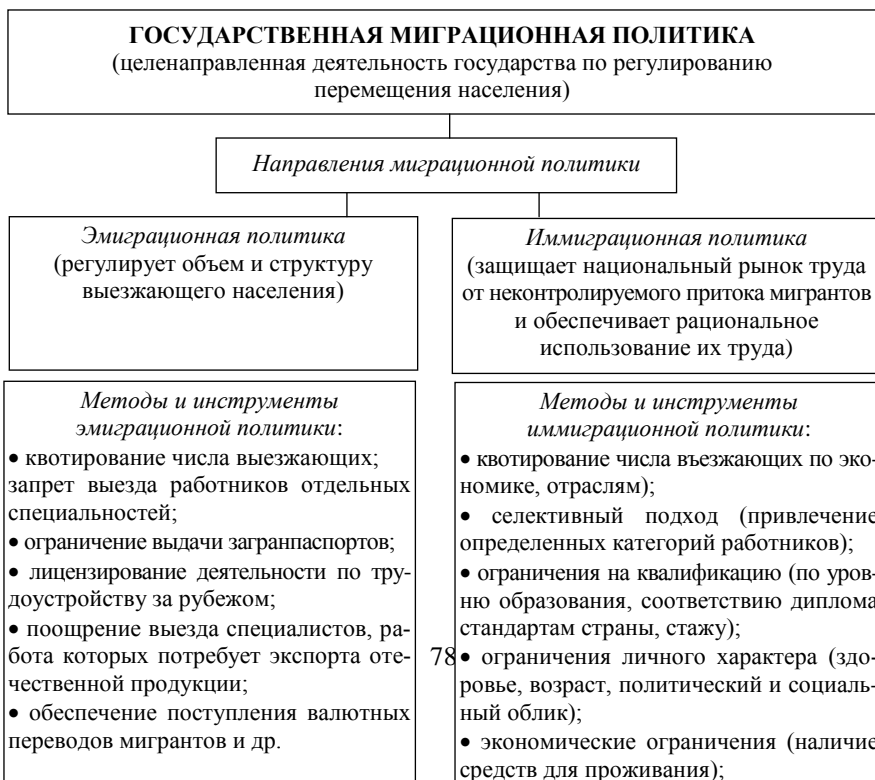 ГОСУДАРСТВЕННАЯ МИГРАЦИОННАЯ ПОЛИТИКА
(целенаправленная деятельность государства по регулированию
перемещения населения)
Направления миграционной политики
Эмиграционная политика
(регулирует объем и структуру
выезжающего населения)
Иммиграционная политика
(защищает национальный рынок труда
от неконтролируемого притока мигрантов
и обеспечивает рациональное
использование их труда)
Методы и инструменты
эмиграционной политики:
• квотирование числа выезжающих;
запрет выезда работников отдельных
специальностей;
• ограничение выдачи загранпаспортов;
• лицензирование деятельности по тру-
доустройству за рубежом;
• поощрение выезда специалистов, ра-
бота которых потребует экспорта оте-
чественной продукции;
• обеспечение поступления валютных
переводов мигрантов и др.
Методы и инструменты
иммиграционной политики:
• квотирование числа въезжающих по эко-
номике, отраслям);
• селективный подход (привлечение
определенных категорий работников);
• ограничения на квалификацию (по уров-
ню образования, соответствию диплома
стандартам страны, стажу);
• ограничения личного характера (здо-
ровье, возраст, политический и социаль-
ный облик);
• экономические ограничения (наличие
средств для проживания);
78